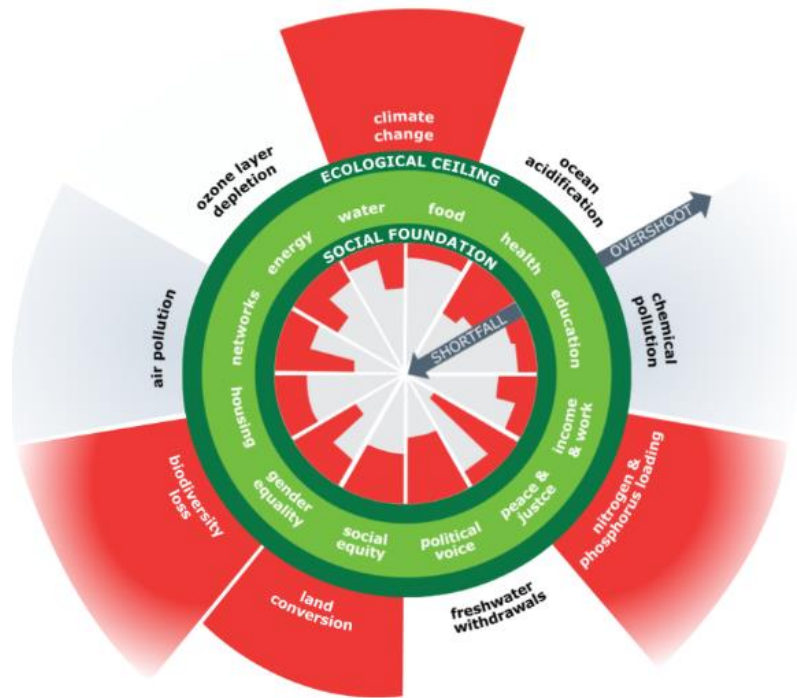 climate
change
ECOLOGICAL CEILING
ozone layer
depletion
ocean
acidification
water
food
energy
health
SOCIAL FOUNDATION
OVERSHOOT
SHORTFALL
air pollution
networks
education
chemical
pollution
housing
income
& work
biodiversity
loss
gender
equality
social
equity
political
voice
peace &
justce
nitrogen &
phosphorus loading
land
conversion
freshwater
withdrawals